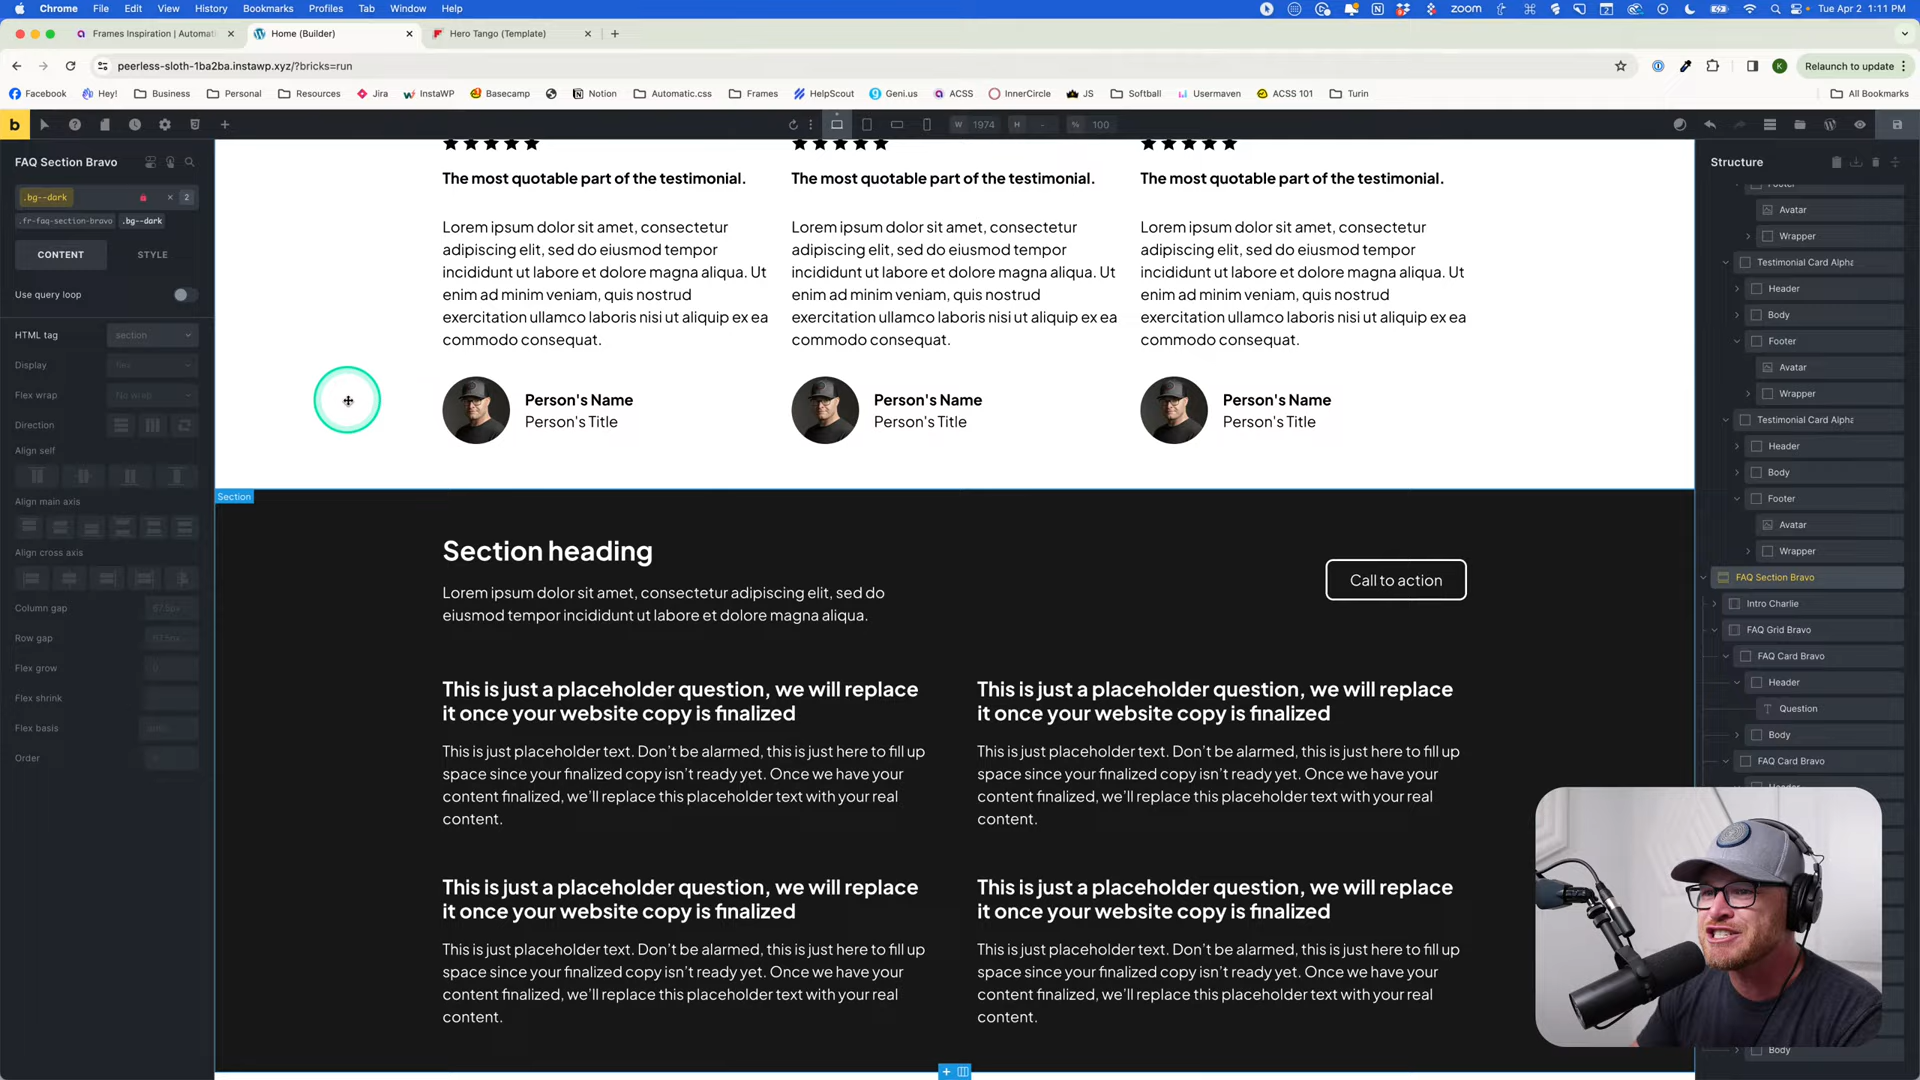 Chrome File Edit View History Bookmarks Profiles Tab Window Help
zoom
Tue Apr 2 1:11 PM
Frames Inspiration | Automat
Home (Builder)
Hero Tango (Template)
peerless-sloth-1ba2ba.instawp.xyz/?bricks=run
K
Relaunch to update
Facebook Hey! Business Personal Resources Jira InstaWP Basecamp Notion Automatic.css Frames HelpScout Geni.us ACSS InnerCircle JS Softball Usermaven ACSS 101 Turin
All Bookmarks
b
W 1974 H - % 100
FAQ Section Bravo
.bg--dark
2
.fr-faq-section-bravo .bg--dark
CONTENT STYLE
Use query loop
HTML tag
section
Display
flex
Flex wrap
No wrap
Direction
Align self
Align main axis
Align cross axis
Column gap
Row gap
Flex grow
0
Flex shrink
Flex basis
Order
The most quotable part of the testimonial.
Lorem ipsum dolor sit amet, consectetur
adipiscing elit, sed do eiusmod tempor
incididunt ut labore et dolore magna aliqua. Ut
enim ad minim veniam, quis nostrud
exercitation ullamco laboris nisi ut aliquip ex ea
commodo consequat.
Person's Name
Person's Title
The most quotable part of the testimonial.
Lorem ipsum dolor sit amet, consectetur
adipiscing elit, sed do eiusmod tempor
incididunt ut labore et dolore magna aliqua. Ut
enim ad minim veniam, quis nostrud
exercitation ullamco laboris nisi ut aliquip ex ea
commodo consequat.
Person's Name
Person's Title
The most quotable part of the testimonial.
Lorem ipsum dolor sit amet, consectetur
adipiscing elit, sed do eiusmod tempor
incididunt ut labore et dolore magna aliqua. Ut
enim ad minim veniam, quis nostrud
exercitation ullamco laboris nisi ut aliquip ex ea
commodo consequat.
Person's Name
Person's Title
Section
Section heading
Lorem ipsum dolor sit amet, consectetur adipiscing elit, sed do
eiusmod tempor incididunt ut labore et dolore magna aliqua.
Call to action
This is just a placeholder question, we will replace
it once your website copy is finalized
This is just placeholder text. Don't be alarmed, this is just here to fill up
space since your finalized copy isn't ready yet. Once we have your
content finalized, we'll replace this placeholder text with your real
content.
This is just a placeholder question, we will replace
it once your website copy is finalized
This is just placeholder text. Don't be alarmed, this is just here to fill up
space since your finalized copy isn't ready yet. Once we have your
content finalized, we'll replace this placeholder text with your real
content.
This is just a placeholder question, we will replace
it once your website copy is finalized
This is just placeholder text. Don't be alarmed, this is just here to fill up
space since your finalized copy isn't ready yet. Once we have your
content finalized, we'll replace this placeholder text with your real
content.
This is just a placeholder question, we will replace
it once your website copy is finalized
This is just placeholder text. Don't be alarmed, this is just here to fill up
space since your finalized copy isn't ready yet. Once we have your
content finalized, we'll replace this placeholder text with your real
content.
Structure
Footer
Avatar
Wrapper
Testimonial Card Alpha
Header
Body
Footer
Avatar
Wrapper
Testimonial Card Alpha
Header
Body
Footer
Avatar
Wrapper
FAQ Section Bravo
Intro Charlie
FAQ Grid Bravo
FAQ Card Bravo
Header
Question
Body
FAQ Card Bravo
Header
Body